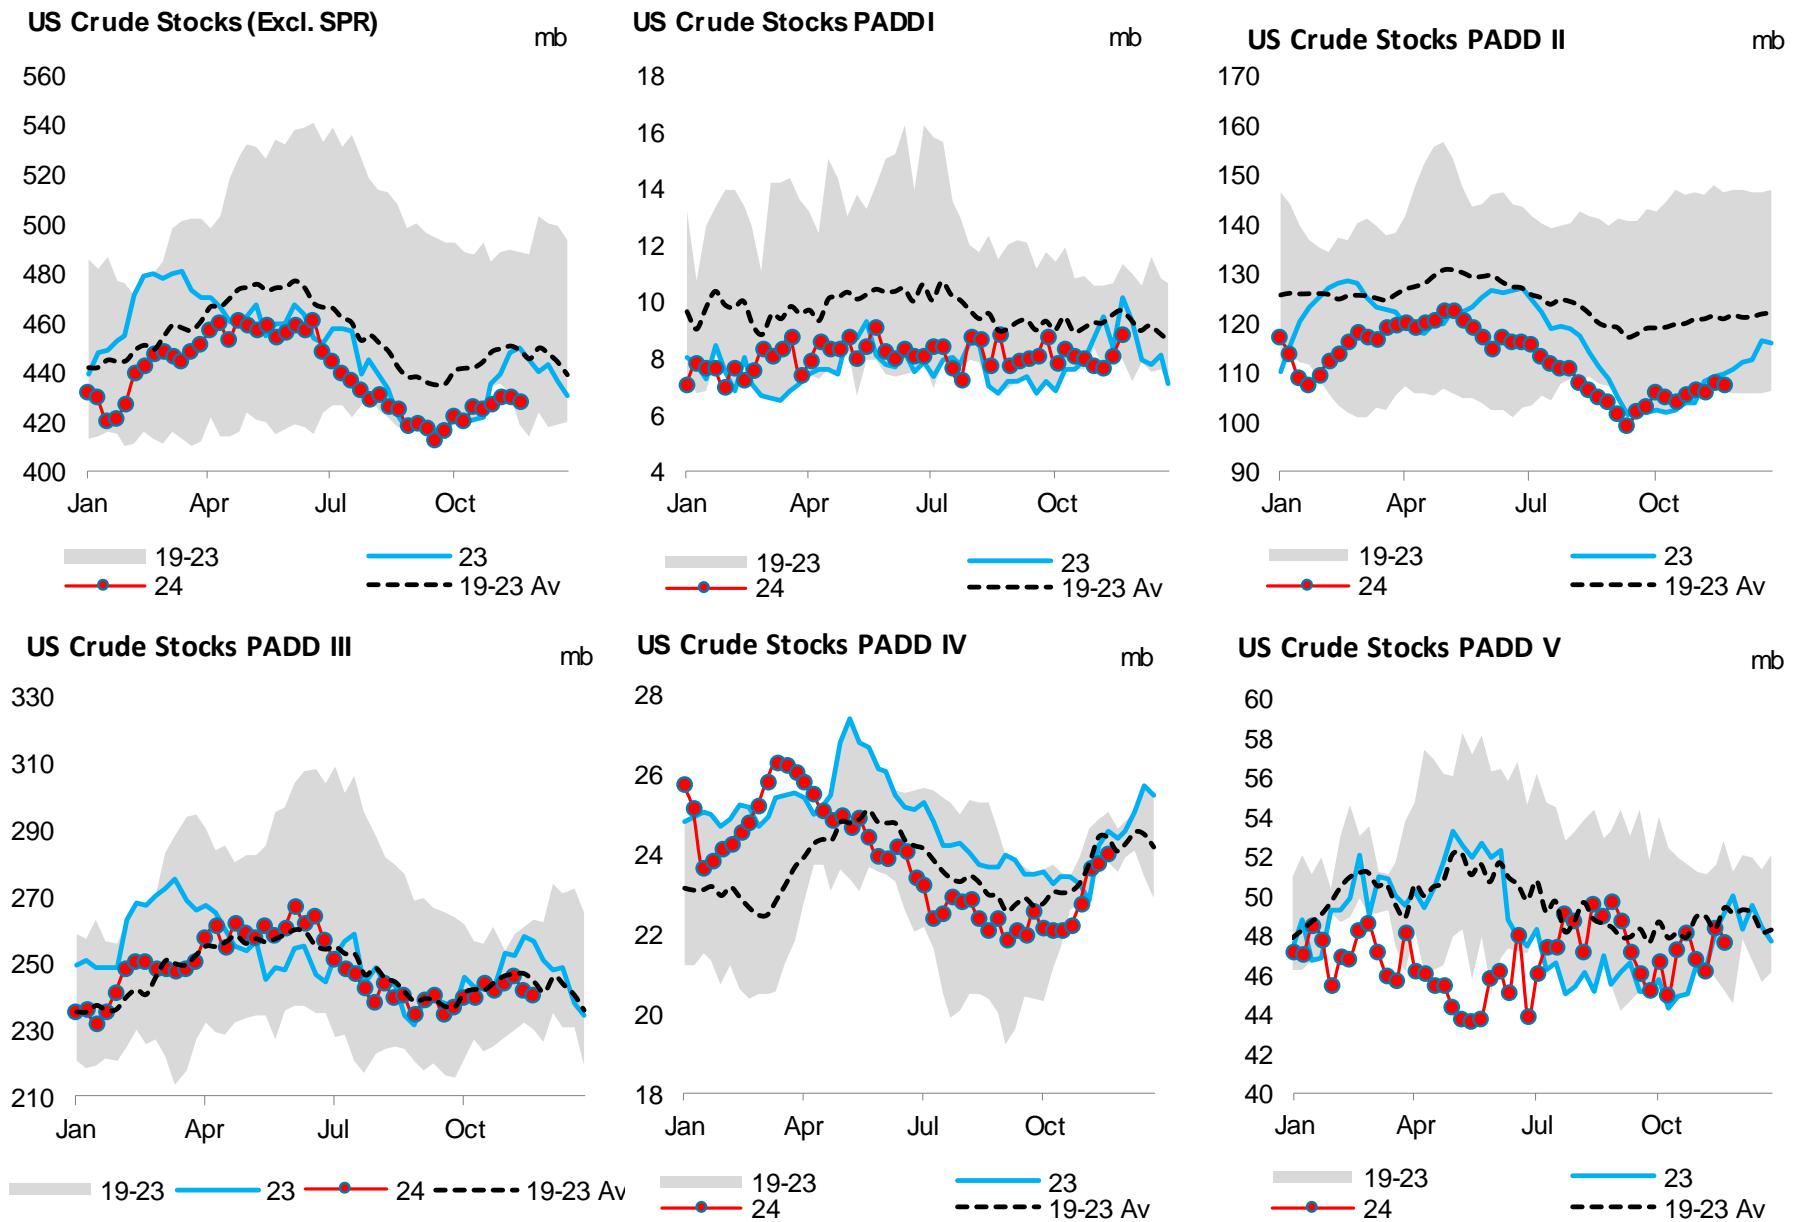 US Crude Stocks (Excl. SPR)
mb
560
540
520
500
480
460
440
420
400
Jan Apr Jul Oct
19-23 23
24 19-23 Av
US Crude Stocks PADD I
mb
18
16
14
12
10
8
6
4
Jan Apr Jul Oct
19-23 23
24 19-23 Av
US Crude Stocks PADD II
mb
170
160
150
140
130
120
110
100
90
Jan Apr Jul Oct
19-23 23
24 19-23 Av
US Crude Stocks PADD III
mb
330
310
290
270
250
230
210
Jan Apr Jul Oct
19-23 23 24 19-23 Av
US Crude Stocks PADD IV
mb
28
26
24
22
20
18
Jan Apr Jul Oct
19-23 23
24 19-23 Av
US Crude Stocks PADD V
mb
60
58
56
54
52
50
48
46
44
42
40
Jan Apr Jul Oct
19-23 23
24 19-23 Av